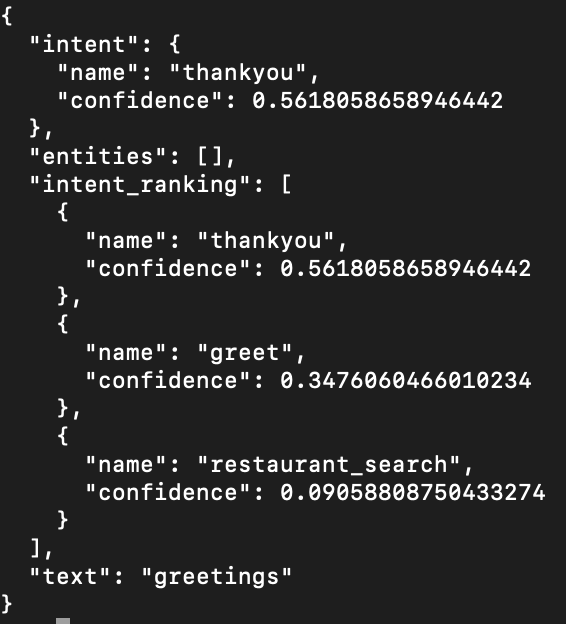 {
  "intent": {
    "name": "thankyou",
    "confidence": 0.5618058658946442
  },
  "entities": [],
  "intent_ranking": [
    {
      "name": "thankyou",
      "confidence": 0.5618058658946442
    },
    {
      "name": "greet",
      "confidence": 0.3476060466010234
    },
    {
      "name": "restaurant_search",
      "confidence": 0.09058808750433274
    }
  ],
  "text": "greetings"
}